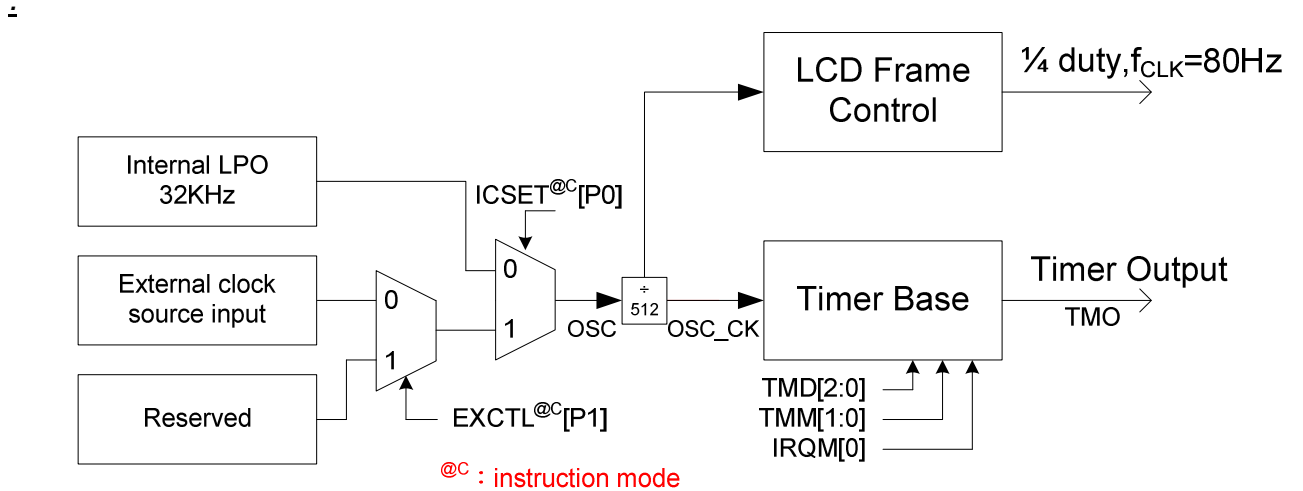 :
LCD Frame
Control
¼ duty,fCLK=80Hz
Internal LPO
32KHz
ICSET@C[P0]
0
1
External clock
source input
0
1
OSC
÷
512
OSC_CK
Timer Base
Timer Output
TMO
Reserved
EXCTL@C[P1]
TMD[2:0]
TMM[1:0]
IRQM[0]
@C : instruction mode